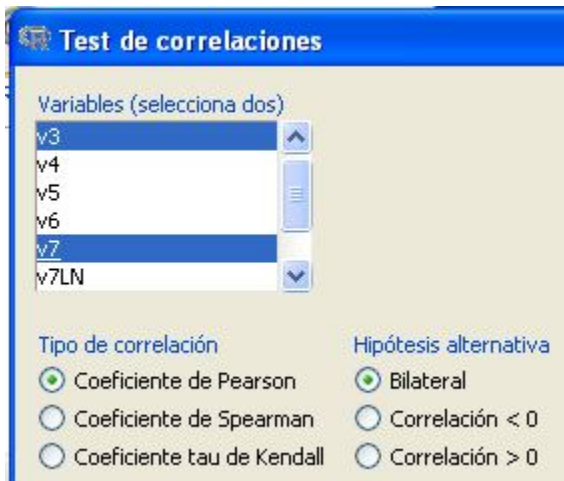 Test de correlaciones
Variables (selecciona dos)
v3
v4
v5
v6
v7
v7LN
Tipo de correlación
Coeficiente de Pearson
Coeficiente de Spearman
Coeficiente tau de Kendall
Hipótesis alternativa
Bilateral
Correlación < 0
Correlación > 0